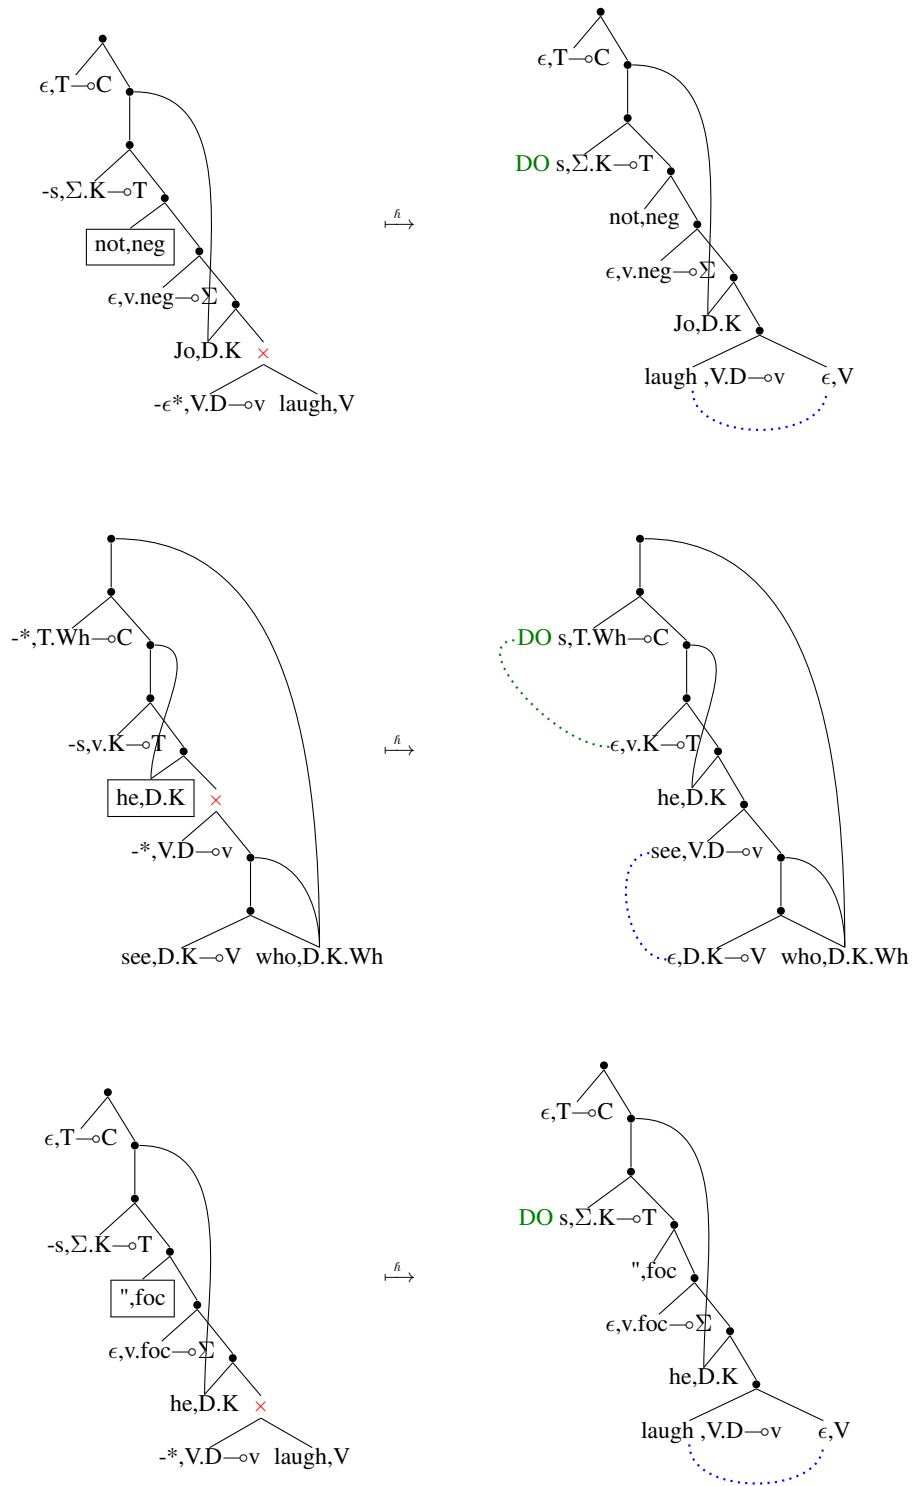 ϵ,T⊸C ϵ,T⊸C
-s,Σ.K⊸T DO s,Σ.K⊸T
not,neg ℏ⟼ not,neg
ϵ,v.neg⊸Σ ϵ,v.neg⊸Σ
Jo,D.K × Jo,D.K
-ϵ*,V.D⊸v laugh,V laugh ,V.D⊸v ϵ,V
-*,T.Wh⊸C DO s,T.Wh⊸C
-s,v.K⊸T ℏ⟼ ϵ,v.K⊸T
he,D.K × he,D.K
-*,V.D⊸v see,V.D⊸v
see,D.K⊸V who,D.K.Wh ϵ,D.K⊸V who,D.K.Wh
ϵ,T⊸C ϵ,T⊸C
-s,Σ.K⊸T DO s,Σ.K⊸T
",foc ℏ⟼ ",foc
ϵ,v.foc⊸Σ ϵ,v.foc⊸Σ
he,D.K × he,D.K
-*,V.D⊸v laugh,V laugh ,V.D⊸v ϵ,V